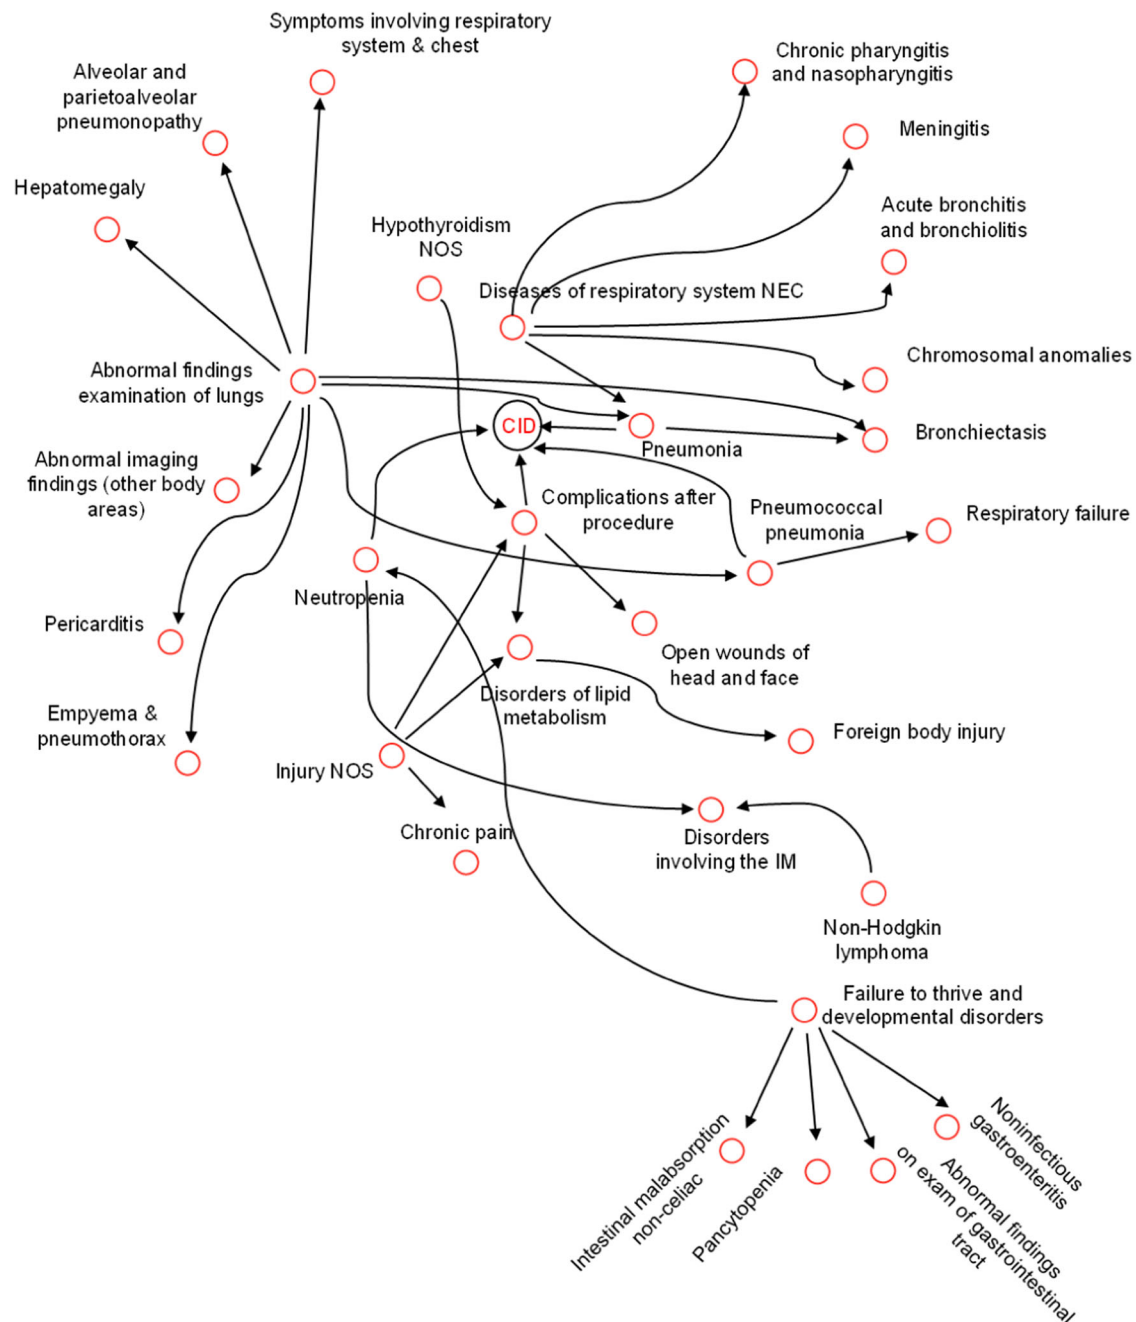 Symptoms involving respiratory
system & chest
Chronic pharyngitis
and nasopharyngitis
Alveolar and
parietoalveolar
pneumonopathy
Meningitis
Hepatomegaly
Acute bronchitis
and bronchiolitis
Hypothyroidism
NOS
Diseases of respiratory system NEC
Chromosomal anomalies
Abnormal findings
examination of lungs
CID
Pneumonia
Bronchiectasis
Abnormal imaging
findings (other body
areas)
Complications after
procedure
Pneumococcal
pneumonia
Respiratory failure
Neutropenia
Pericarditis
Open wounds of
head and face
Disorders of lipid
metabolism
Empyema &
pneumothorax
Foreign body injury
Injury NOS
Chronic pain
Disorders
involving the IM
Non-Hodgkin
lymphoma
Failure to thrive and
developmental disorders
Intestinal malabsorption
non-celiac
Pancytopenia
Abnormal findings
on exam of gastrointestinal
tract
Noninfectious
gastroenteritis